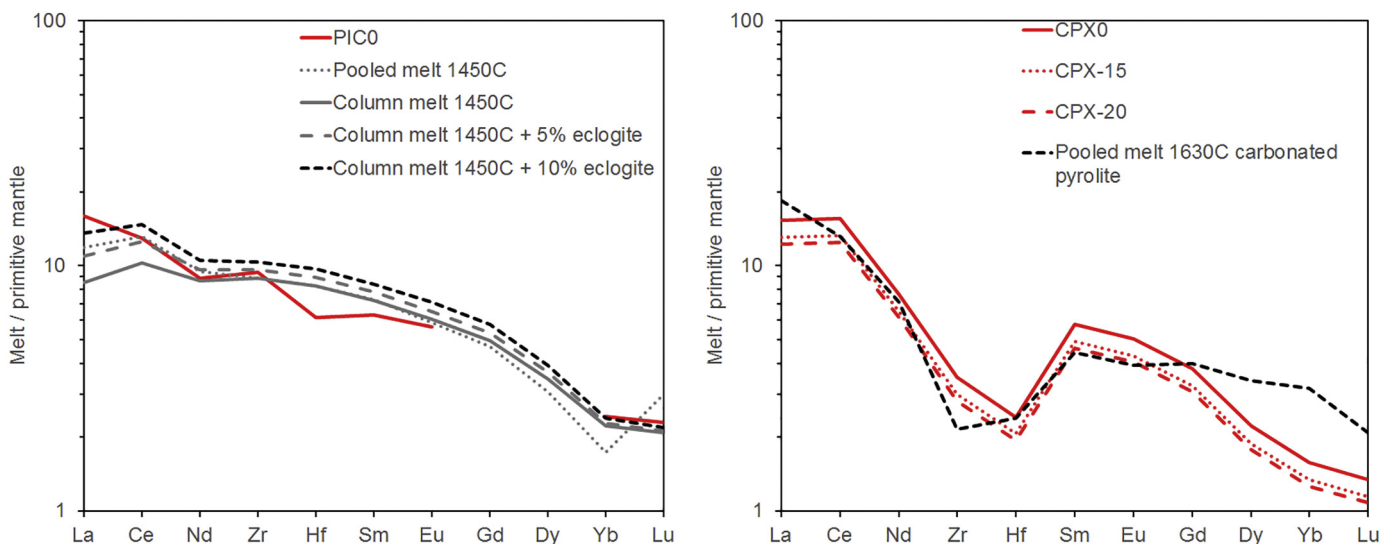 100
10
1
Melt / primitive mantle
PIC0
Pooled melt 1450C
Column melt 1450C
Column melt 1450C + 5% eclogite
Column melt 1450C + 10% eclogite
La Ce Nd Zr Hf Sm Eu Gd Dy Yb Lu
100
10
1
Melt / primitive mantle
CPX0
CPX-15
CPX-20
Pooled melt 1630C carbonated
pyrolite
La Ce Nd Zr Hf Sm Eu Gd Dy Yb Lu